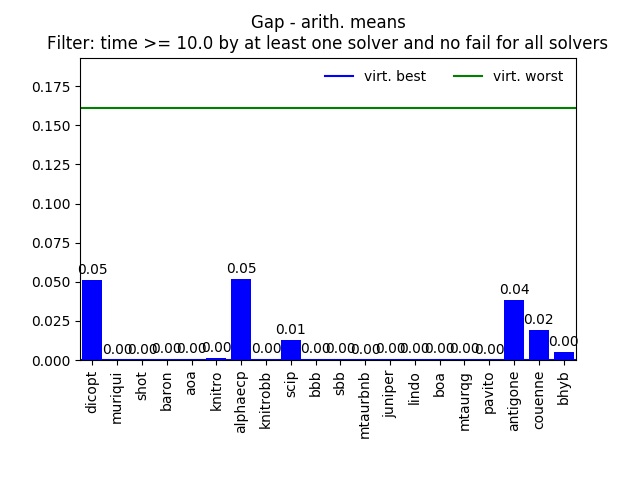 Gap - arith. means
Filter: time >= 10.0 by at least one solver and no fail for all solvers
virt. best
virt. worst
0.175
0.150
0.125
0.100
0.075
0.050
0.025
0.000
0.05
0.00
0.00
0.00
0.00
0.00
0.05
0.00
0.01
0.00
0.00
0.00
0.00
0.00
0.00
0.00
0.00
0.04
0.02
0.00
dicopt
muriqui
shot
baron
aoa
knitro
alphaecp
knitrobb
scip
bbb
sbb
mtaurbnb
juniper
lindo
boa
mtaurqg
pavito
antigone
couenne
bhyb